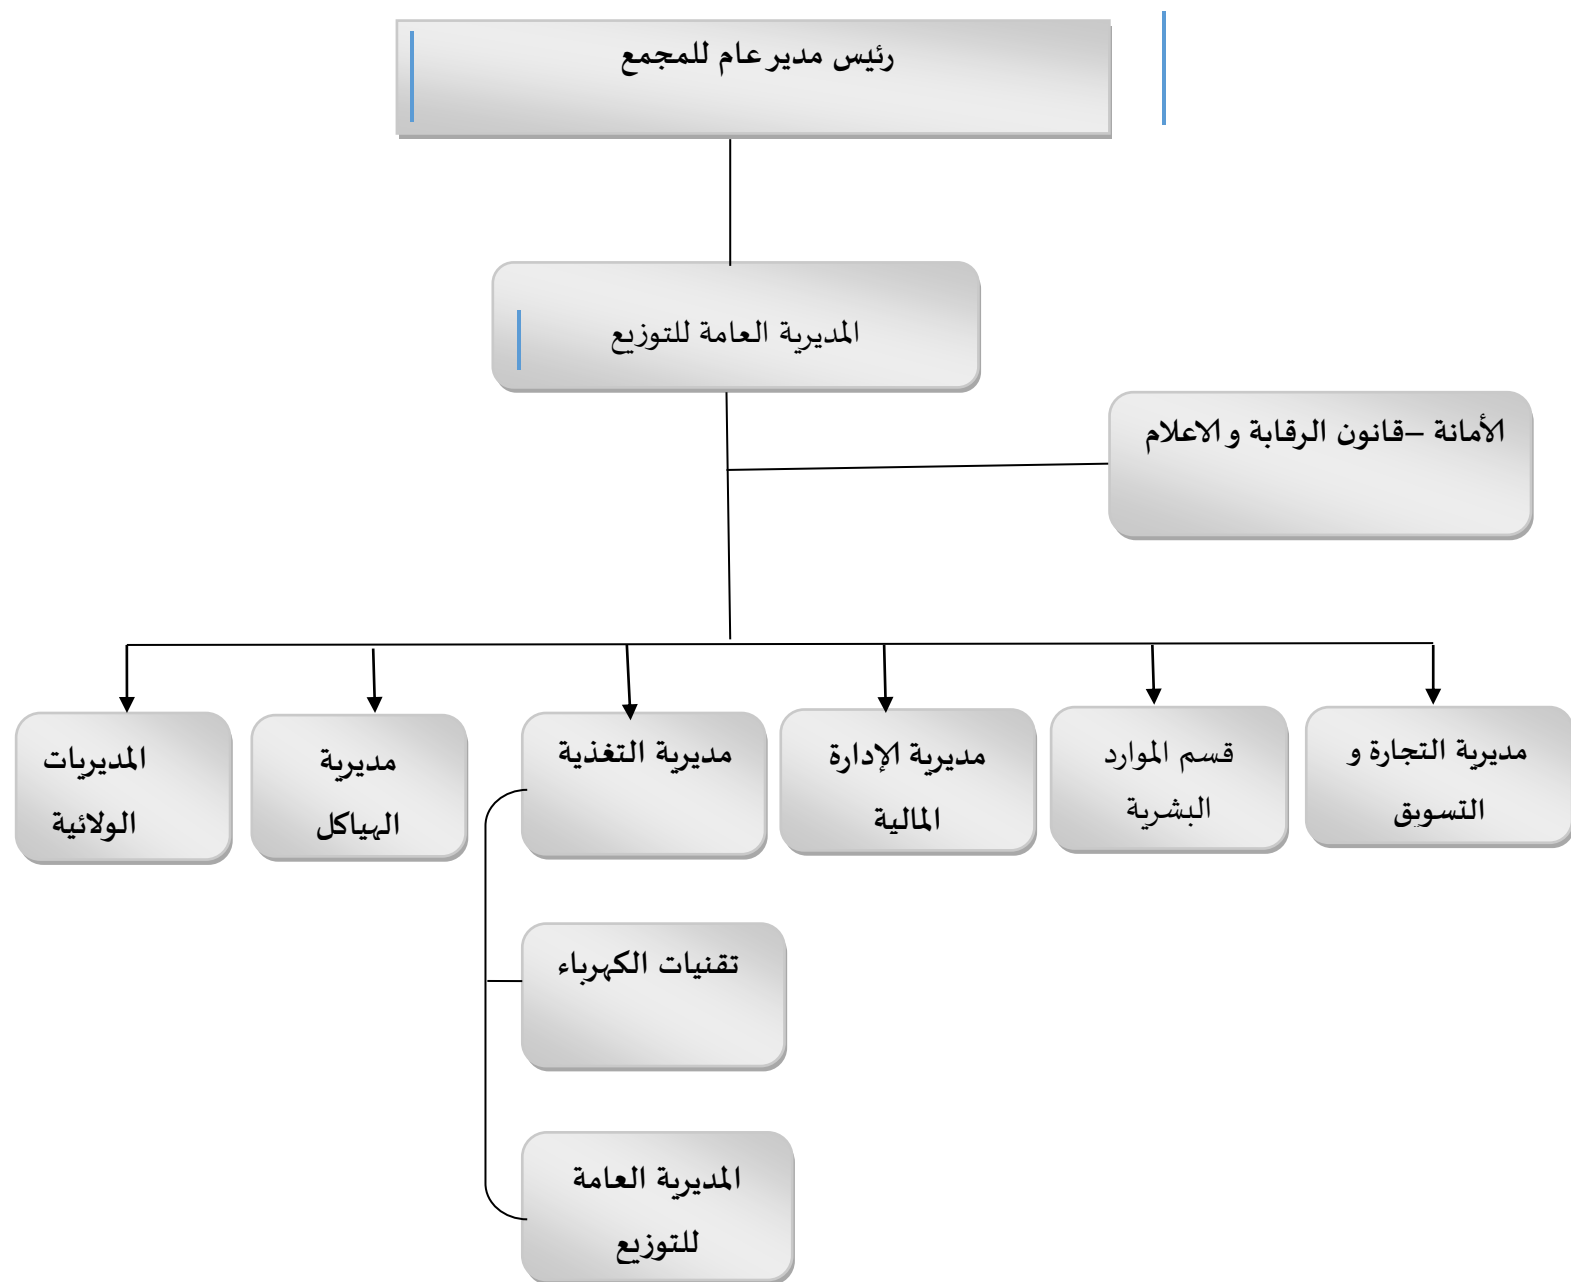 رئيس مدير عام للمجمع
المديرية العامة للتوزيع
الأمانة –قانون الرقابة و الاعلام
مديرية التجارة و
التسويق
قسم الموارد
البشرية
مديرية الإدارة
المالية
مديرية التغذية
مديرية
الهياكل
المديريات
الولائية
تقنيات الكهرباء
المديرية العامة
للتوزيع